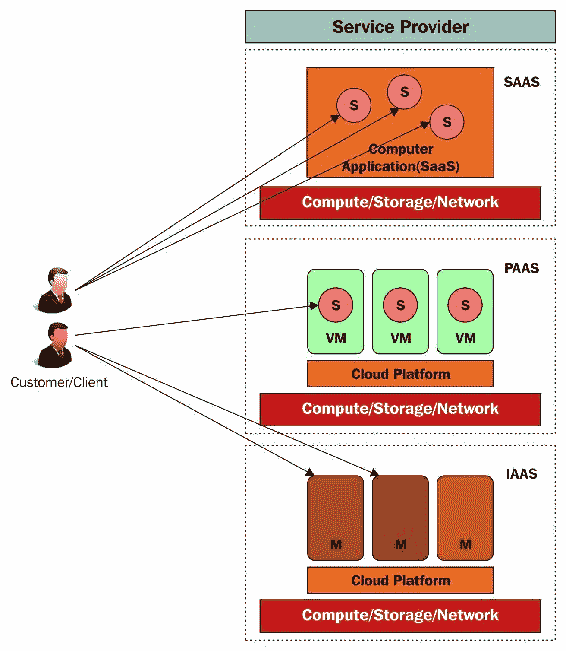 Service Provider
SAAS
S
S
S
Computer
Application(SaaS)
Compute/Storage/Network
PAAS
S
S
S
VM
VM
VM
Cloud Platform
Compute/Storage/Network
Customer/Client
IAAS
M
M
M
Cloud Platform
Compute/Storage/Network